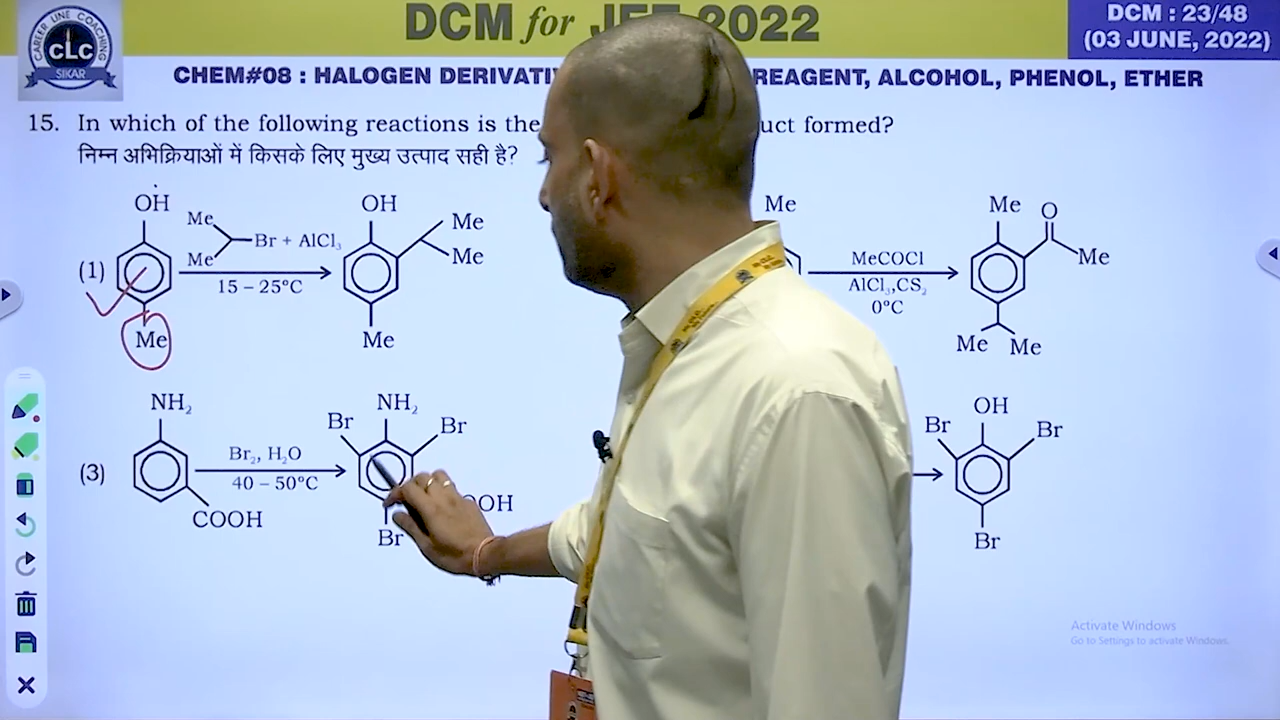 DCM for JEE 2022
DCM : 23/48
(03 JUNE, 2022)
CAREER LINE COACHING
CLC
SIKAR
CHEM#08 : HALOGEN REAGENT, ALCOHOL, PHENOL, ETHER
15. In which of the following reactions is the formed?
निम्न अभिक्रियाओं में किसके लिए मुख्य उत्पाद सही है?
(1)
OH
Me
Me
Br + AlCl₃
15 – 25°C
Me
OH
Me
Me
Me
Me
MeCOCl
AlCl₃,CS₂
0°C
Me
O
Me
Me Me
(3)
NH₂
COOH
Br₂, H₂O
40 – 50°C
NH₂
Br
Br
Br
OH
Br
Br
Br
Activate Windows
Go to Settings to activate Windows.